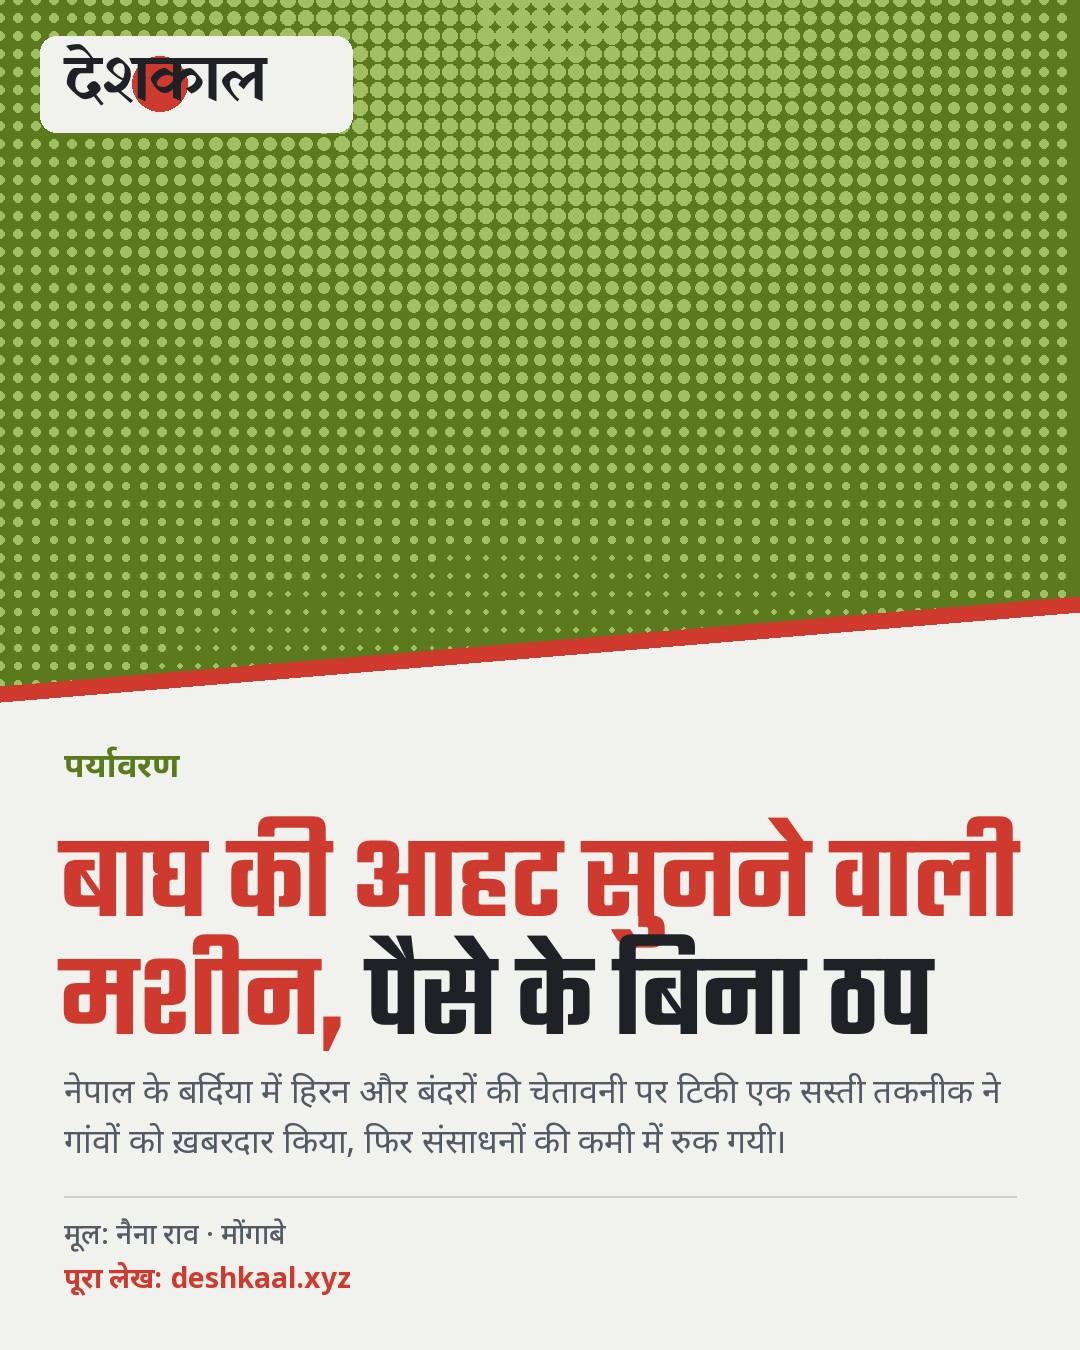 देशकाल
पर्यावरण
बाघ की आहट सुनने वाली
मशीन, पैसे के बिना ठप
नेपाल के बर्दिया में हिरन और बंदरों की चेतावनी पर टिकी एक सस्ती तकनीक ने
गांवों को ख़बरदार किया, फिर संसाधनों की कमी में रुक गयी।
मूल: नैना राव · मोंगाबे
पूरा लेख: deshkaal.xyz